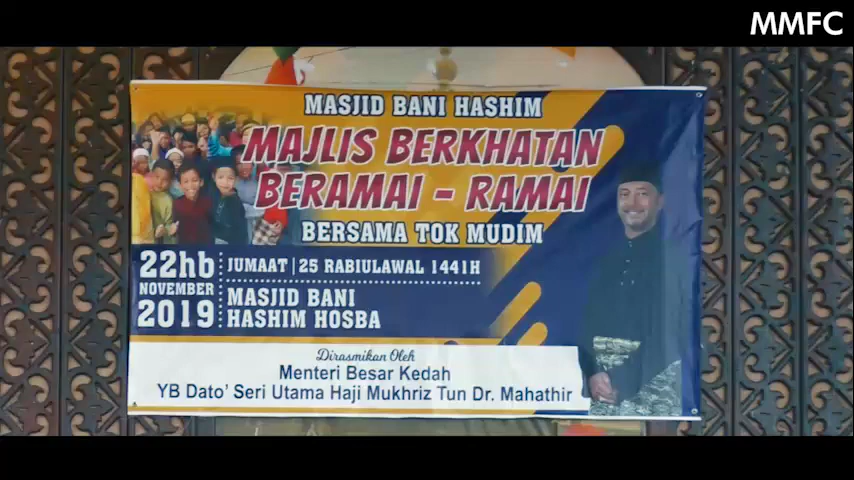 MMFC
MASJID BANI HASHIM
MAJLIS BERKHATAN
BERAMAI - RAMAI
BERSAMA TOK MUDIM
22hb
NOVEMBER
2019
JUMAAT | 25 RABIULAWAL 1441H
MASJID BANI
HASHIM HOSBA
Dirasmikan Oleh
Menteri Besar Kedah
YB Dato' Seri Utama Haji Mukhriz Tun Dr. Mahathir